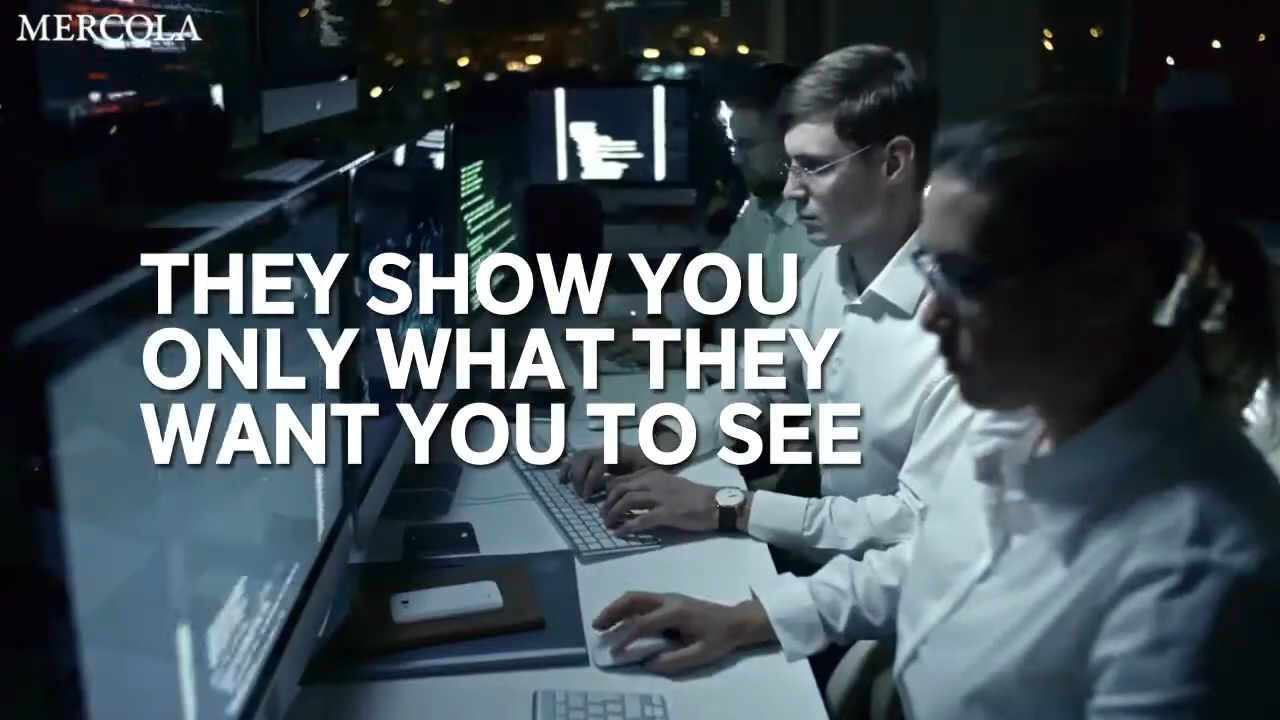 MERCOLA
THEY SHOW YOU
ONLY WHAT THEY
WANT YOU TO SEE